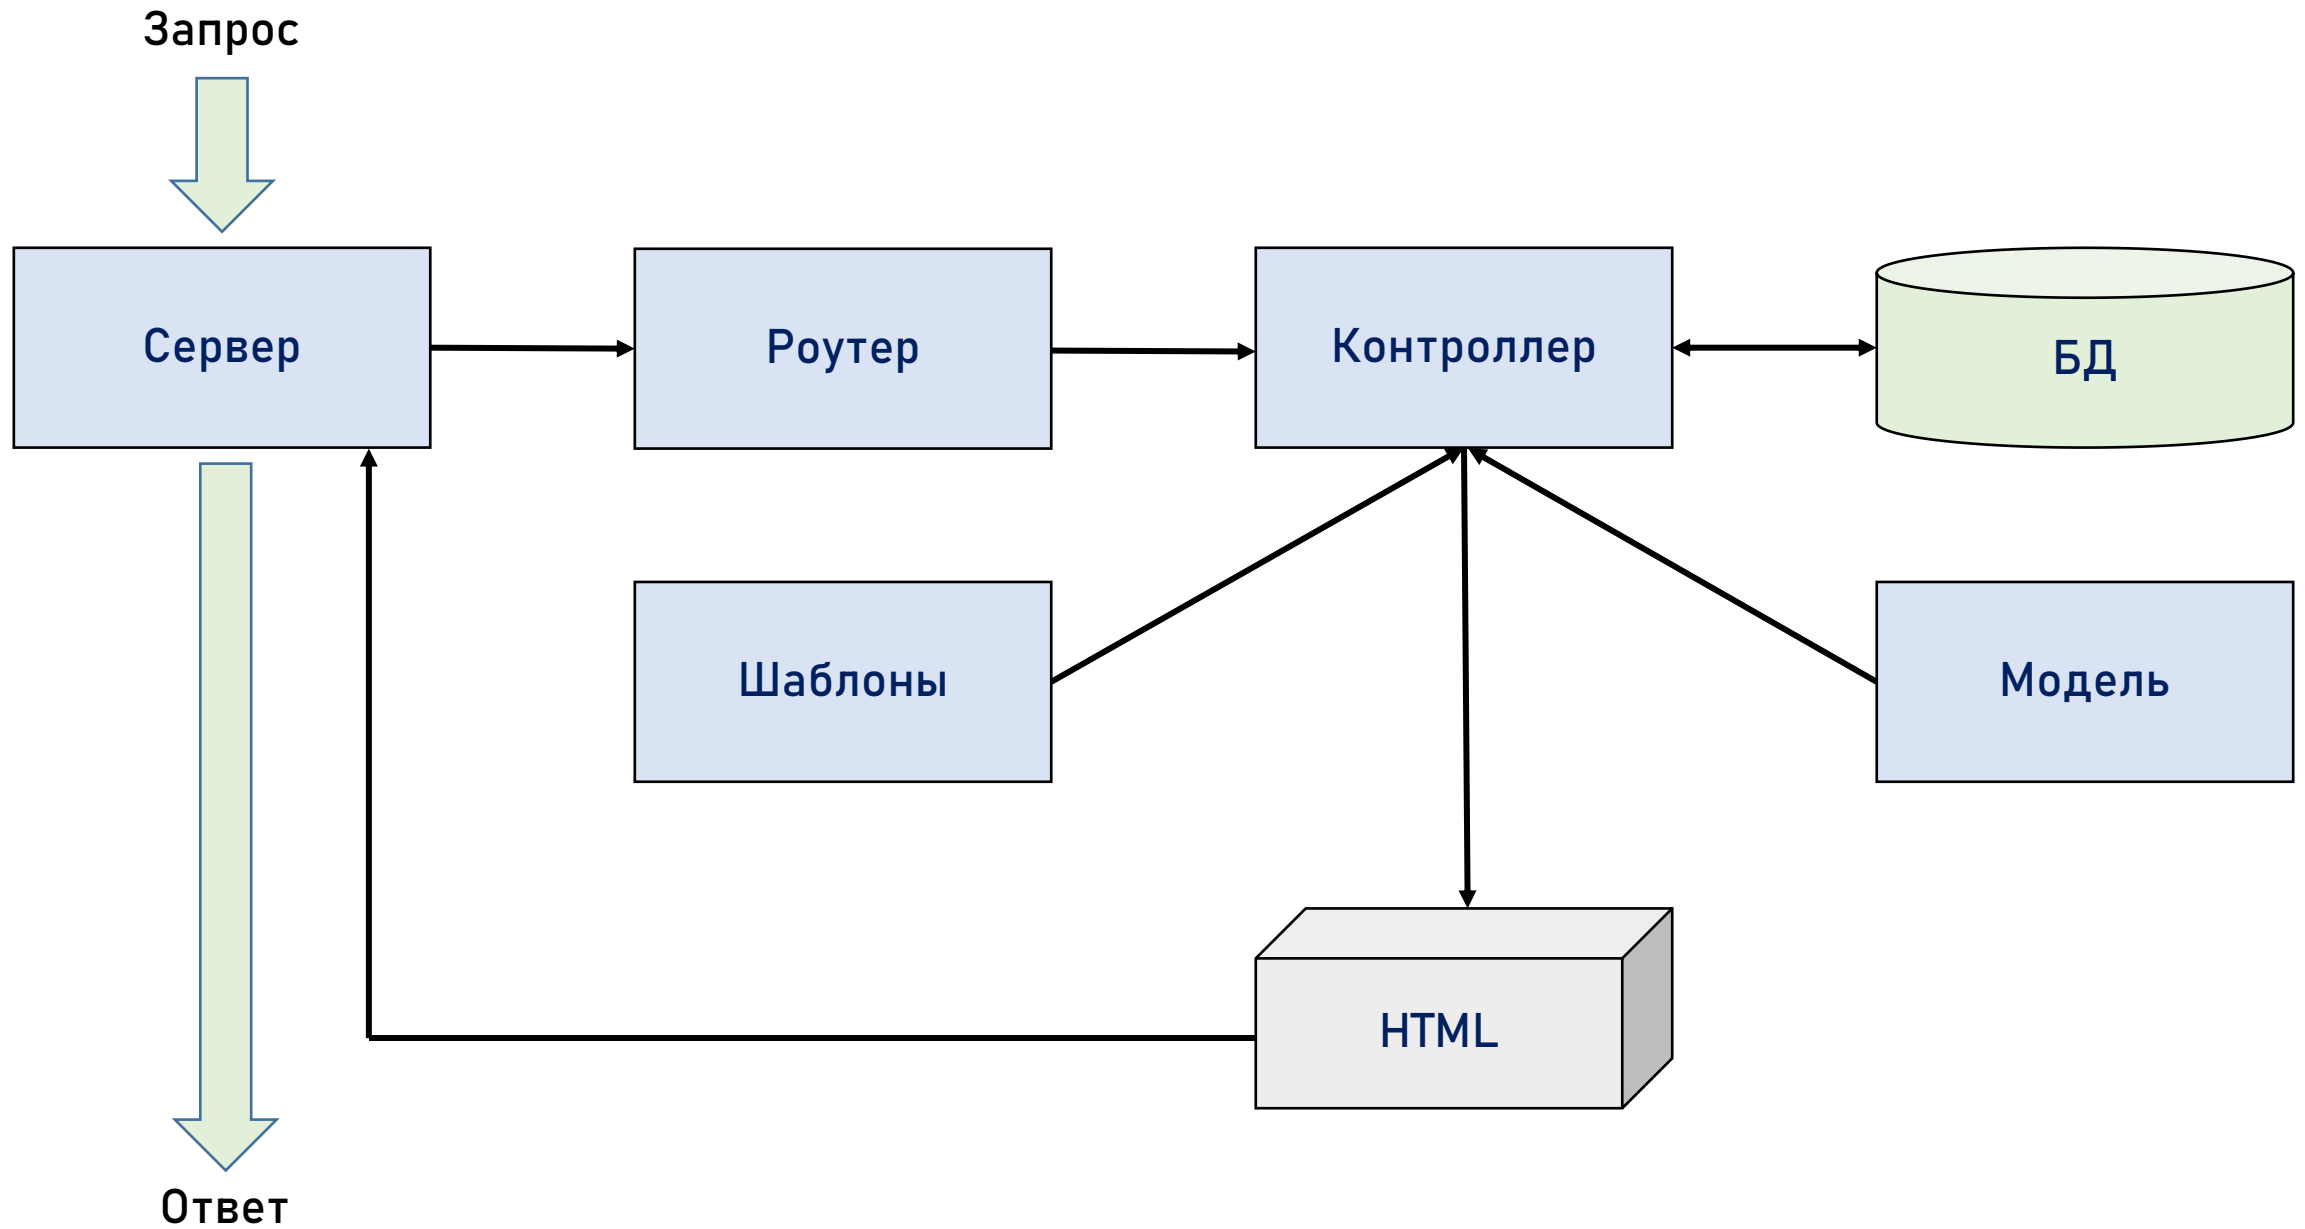 Запрос
Сервер
Роутер
Контроллер
БД
Шаблоны
Модель
HTML
Ответ